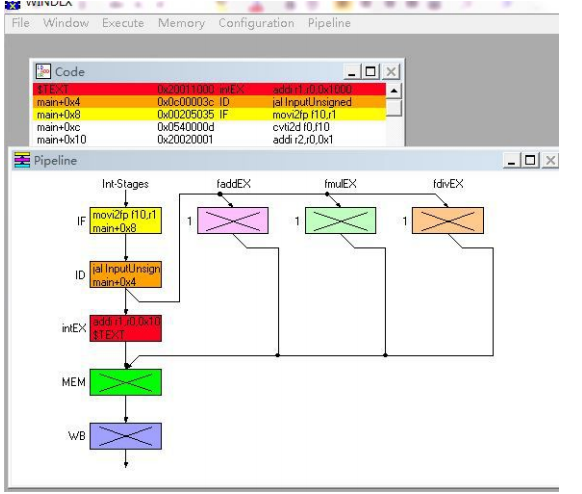 WINDLX
File Window Execute Memory Configuration Pipeline
Code
$TEXT 0x20011000 intEX addi r1,r0,0x1000
main+0x4 0x0c00003c ID jal InputUnsigned
main+0x8 0x00205035 IF movi2fp f10,r1
main+0xc 0x0540000d cvti2d f0,f10
main+0x10 0x20020001 addi r2,r0,0x1
Pipeline
Int-Stages faddEX fmulEX fdivEX
IF movi2fp f10,r1 1 1 1
main+0x8
ID jal InputUnsign
main+0x4
intEX addi r1,r0,0x10
$TEXT
MEM
WB